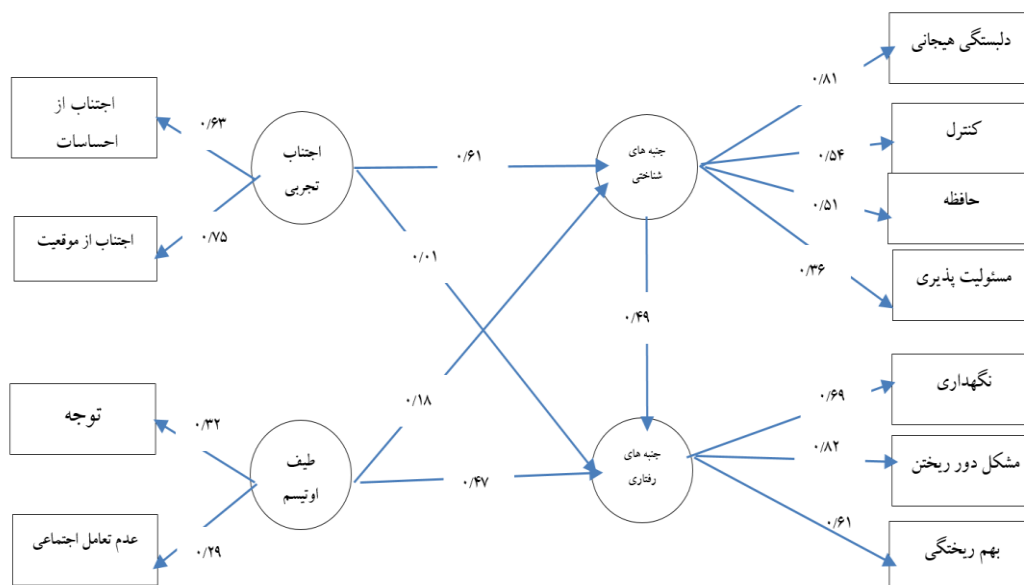 دلبستگی هیجانی
۰/۸۱
اجتناب از
احساسات
۰/۶۳
اجتناب
تجربی
۰/۶۱
جنبه های
شناختی
۰/۵۴
کنترل
۰/۵۱
حافظه
اجتناب از موقعیت
۰/۷۵
۰/۰۱
۰/۳۶
مسئولیت پذیری
۰/۴۹
نگهداری
۰/۶۹
توجه
۰/۳۲
۰/۱۸
طیف
اوتیسم
۰/۴۷
جنبه های
رفتاری
۰/۸۲
مشکل دور ریختن
عدم تعامل اجتماعی
۰/۲۹
۰/۶۱
بهم ریختگی